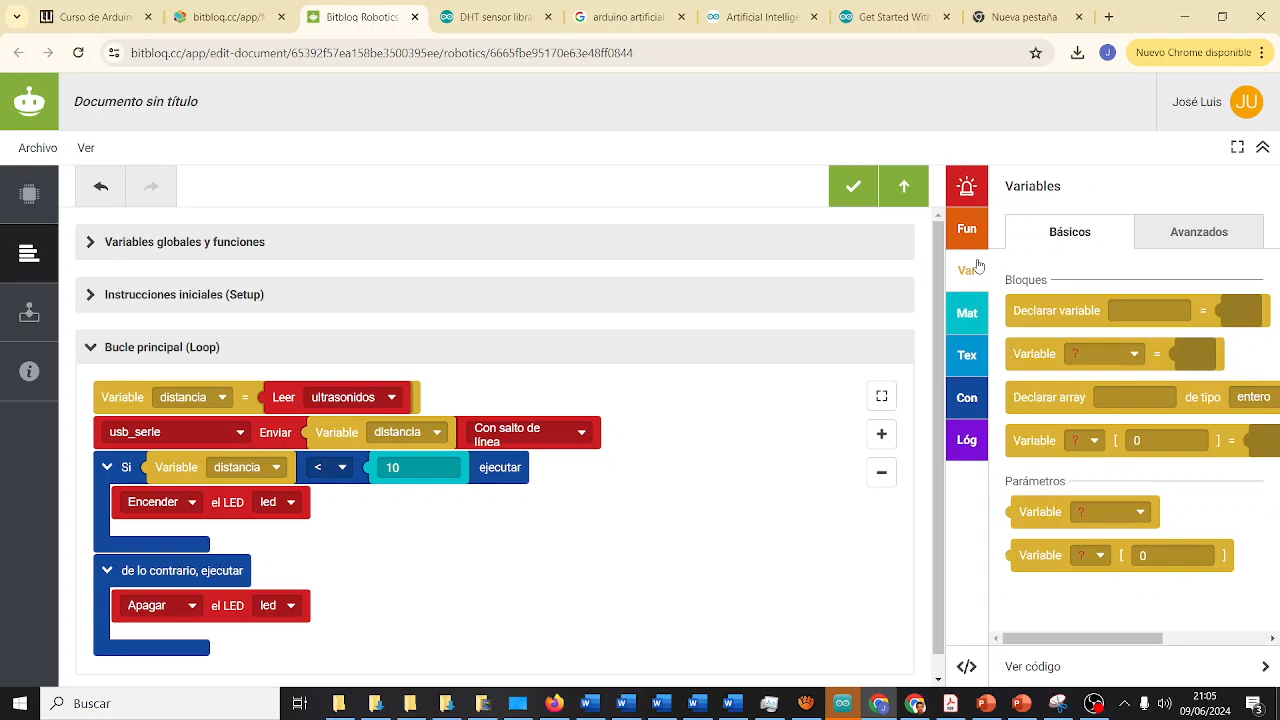 Curso de Arduino
bitbloq.cc/app/f
Bitbloq Robotics
DHT sensor libra
arduino artificial
Artificial Intellige
Get Started With
Nueva pestaña
bitbloq.cc/app/edit-document/65392f57ea158be3500395ee/robotics/6665fbe95170e63e48ff0844
J
Nuevo Chrome disponible
Documento sin título
José Luis
JU
Archivo
Ver
Variables globales y funciones
Instrucciones iniciales (Setup)
Bucle principal (Loop)
Variable distancia = Leer ultrasonidos
usb_serie Enviar Variable distancia Con salto de línea
Si Variable distancia < 10 ejecutar
Encender el LED led
de lo contrario, ejecutar
Apagar el LED led
+
−
Fun
Var
Mat
Tex
Con
Lóg
</>
Variables
Básicos
Avanzados
Bloques
Declarar variable =
Variable ? =
Declarar array de tipo entero
Variable ? [ 0 ] =
Parámetros
Variable ?
Variable ? [ 0 ]
Ver código
Buscar
21:05
09/06/2024
3